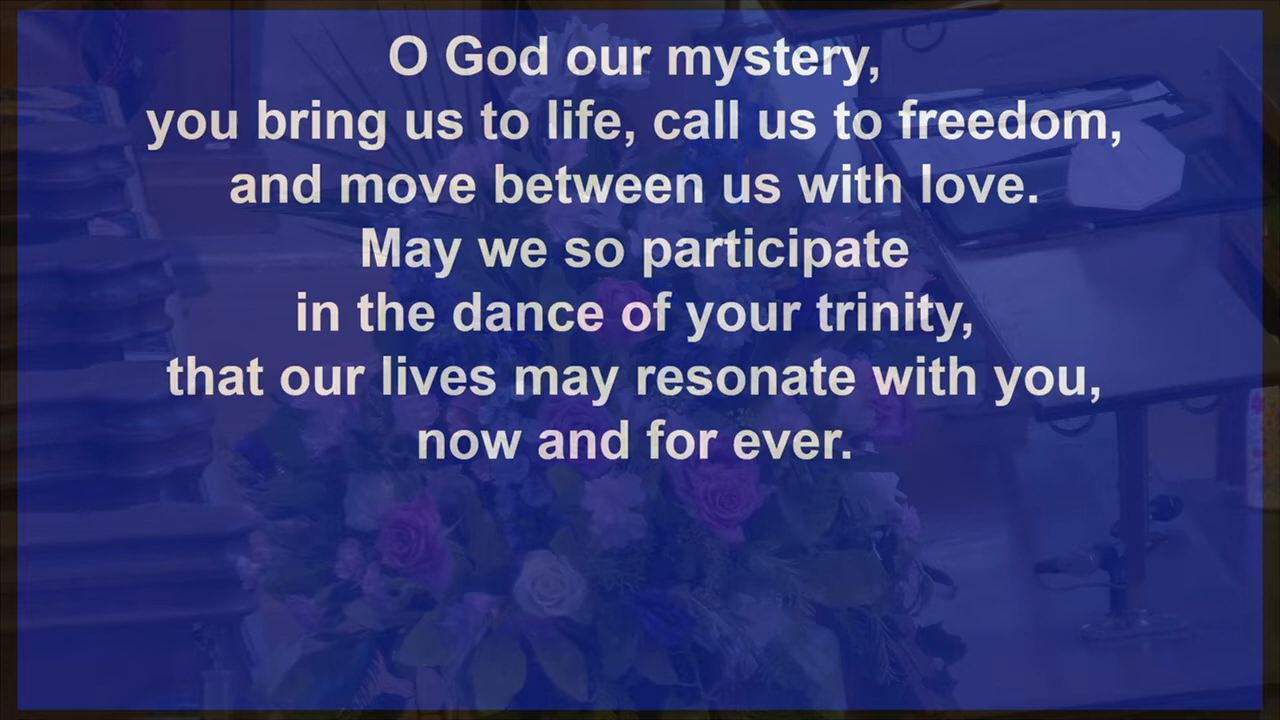 O God our mystery,
you bring us to life, call us to freedom,
and move between us with love.
May we so participate
in the dance of your trinity,
that our lives may resonate with you,
now and for ever.